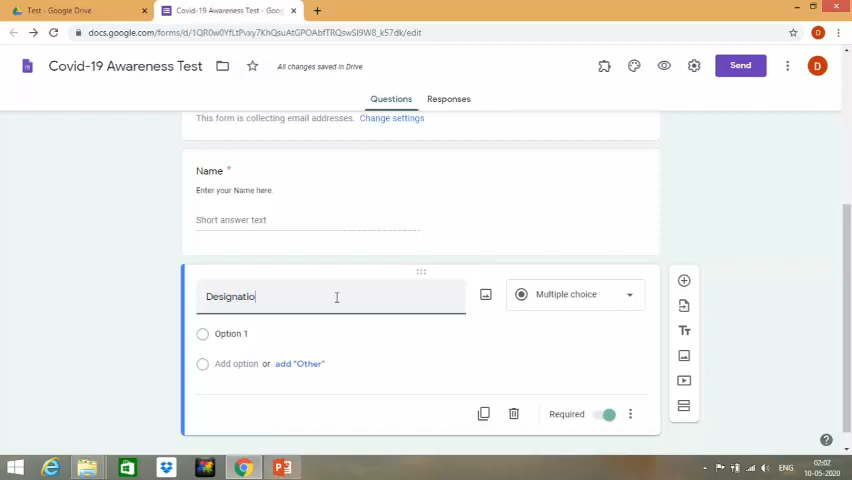 Test - Google Drive
Covid-19 Awareness Test - Goog
docs.google.com/forms/d/1QR0w0YfLtPvxy7KhQsuAtGPOAbfTRQswSI9W8_k57dk/edit
Covid-19 Awareness Test
All changes saved in Drive
Send
D
D
Questions
Responses
This form is collecting email addresses. Change settings
Name *
Enter your Name here.
Short answer text
Designatio
Multiple choice
Option 1
Add option or add "Other"
Required
ENG
02:02
10-05-2020